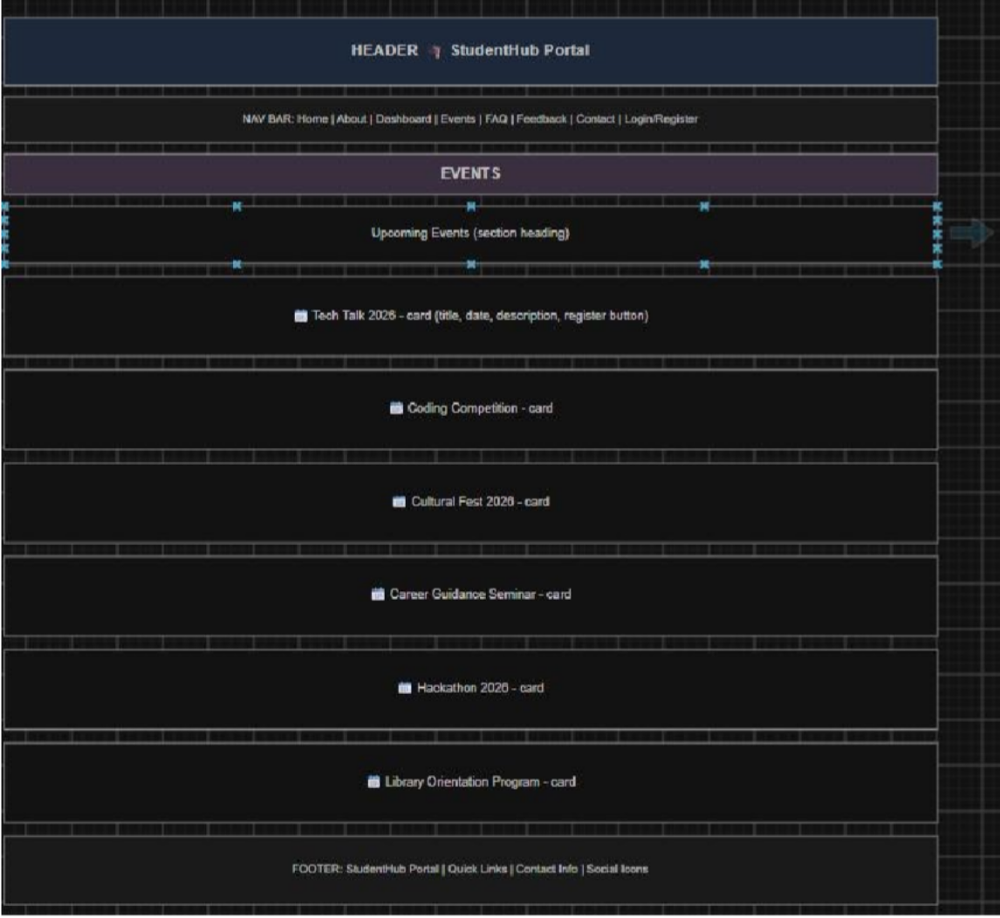 HEADER StudentHub Portal
NAV BAR: Home | About | Dashboard | Events | FAQ | Feedback | Contact | Login/Register
EVENTS
Upcoming Events (section heading)
Tech Talk 2026 - card (title, date, description, register button)
Coding Competition - card
Cultural Fest 2026 - card
Career Guidance Seminar - card
Hackathon 2026 - card
Library Orientation Program - card
FOOTER: StudentHub Portal | Quick Links | Contact Info | Social Icons